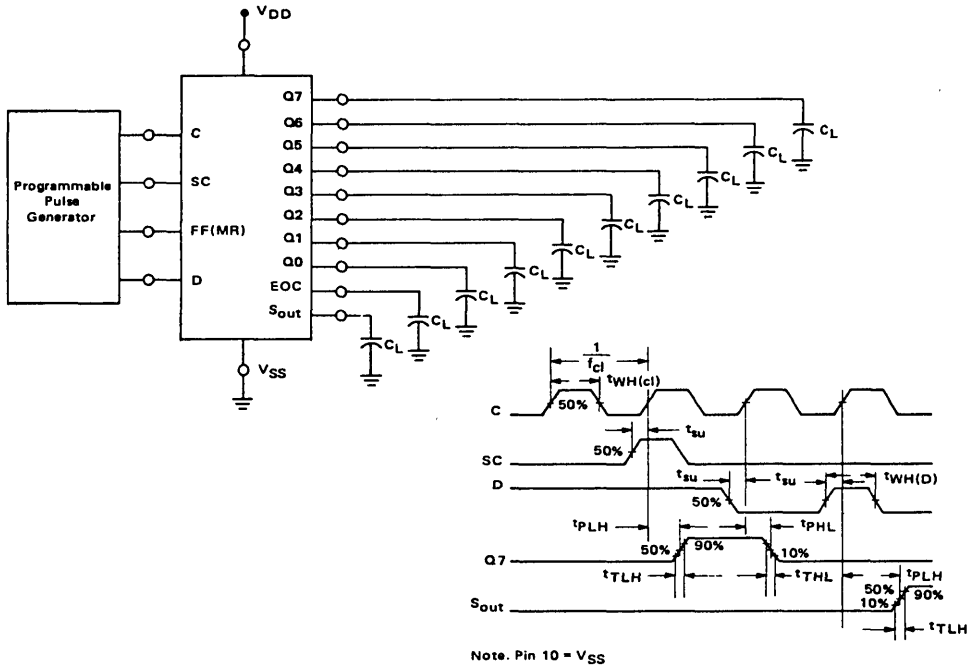 VDD
Programmable
Pulse
Generator
C
SC
FF(MR)
D
Q7
Q6
Q5
Q4
Q3
Q2
Q1
Q0
EOC
Sout
CL
CL
CL
CL
CL
CL
CL
CL
CL
CL
VSS
1
fcl
tWH(cl)
C
50%
tsu
SC
50%
D
tsu
tsu
tWH(D)
50%
tPLH
tPHL
Q7
50%
90%
10%
tTLH
tTHL
tPLH
Sout
50%
10%
90%
tTLH
Note. Pin 10 = VSS